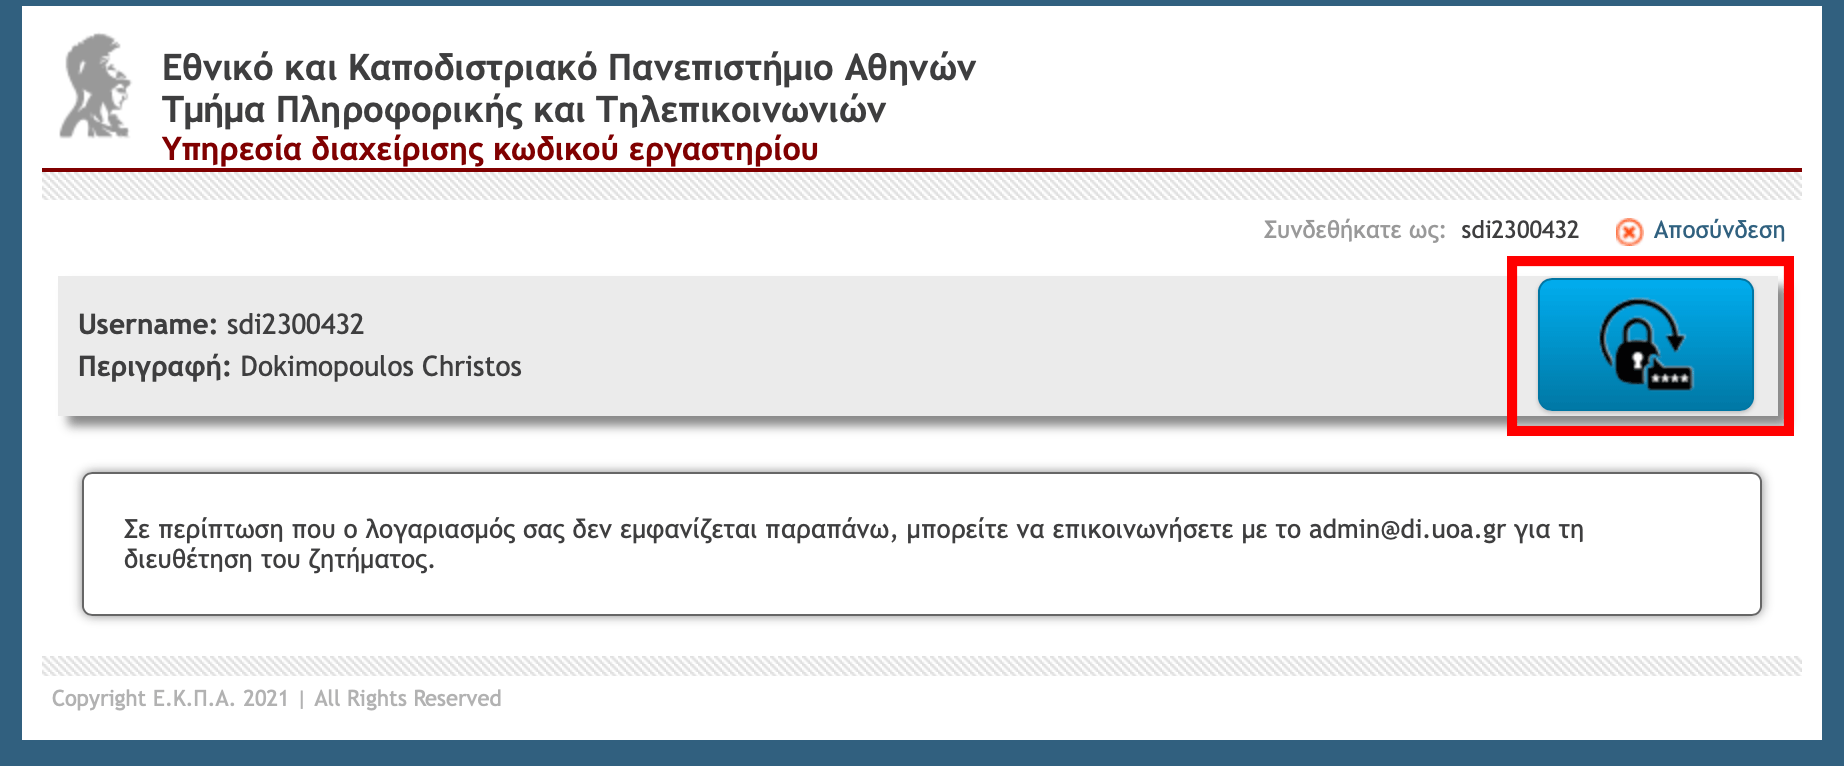 Εθνικό και Καποδιστριακό Πανεπιστήμιο Αθηνών
Τμήμα Πληροφορικής και Τηλεπικοινωνιών
Υπηρεσία διαχείρισης κωδικού εργαστηρίου
Συνδεθήκατε ως: sdi2300432 Αποσύνδεση
Username: sdi2300432
Περιγραφή: Dokimopoulos Christos
****
Σε περίπτωση που ο λογαριασμός σας δεν εμφανίζεται παραπάνω, μπορείτε να επικοινωνήσετε με το admin@di.uoa.gr για τη
διευθέτηση του ζητήματος.
Copyright Ε.Κ.Π.Α. 2021 | All Rights Reserved